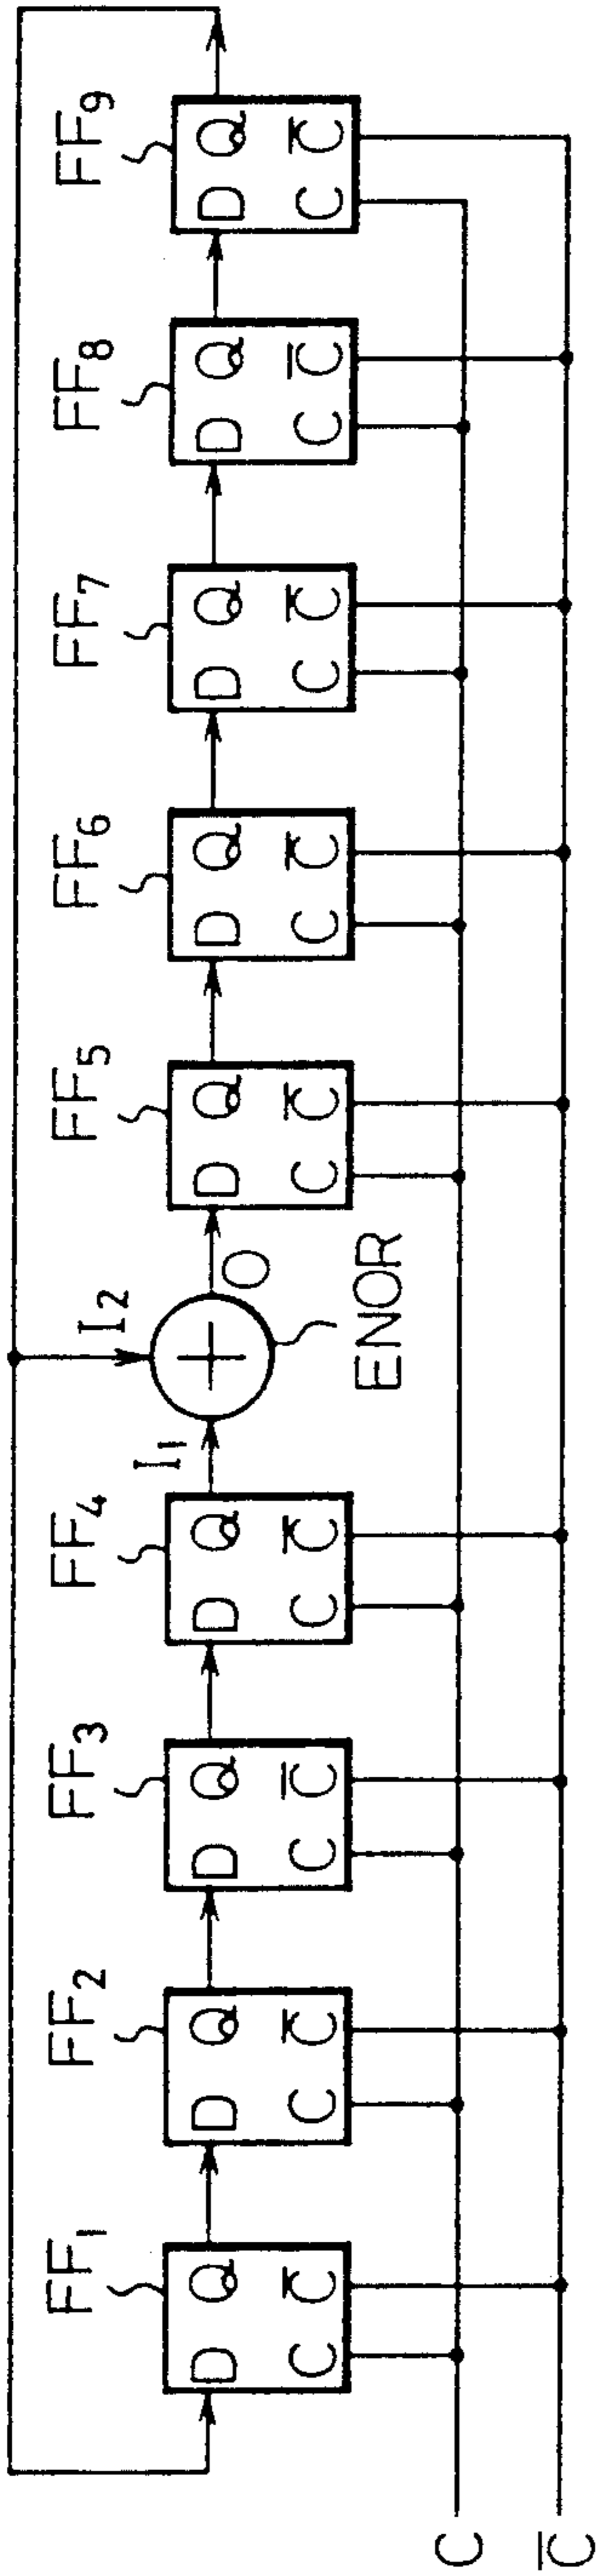 FF₁ FF₂ FF₃ FF₄ I₂ FF₅ FF₆ FF₇ FF₈ FF₉
I₁ O
D Q D Q D Q D Q D Q D Q D Q D Q D Q
C C̅ C C̅ C C̅ C C̅ C C̅ C C̅ C C̅ C C̅ C C̅
ENOR
C
C̅